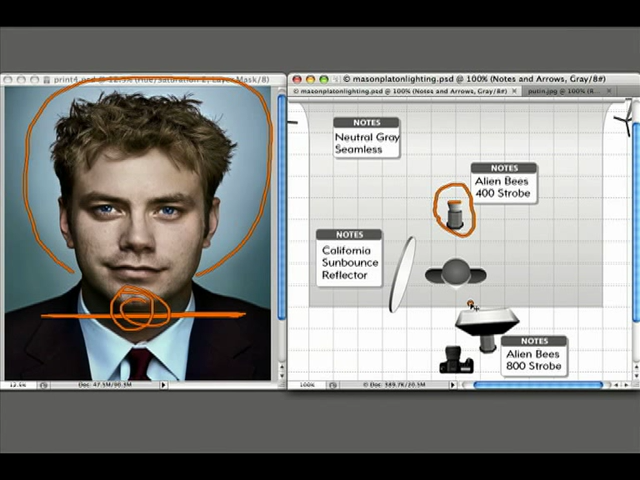 print4.psd @ 12.5% (Hue/Saturation 2, Layer Mask/8)
© masonplatonlighting.psd @ 100% (Notes and Arrows, Gray/8#)
© masonplatonlighting.psd @ 100% (Notes and Arrows, Gray/8#)
putin.jpg @ 100% (R...
NOTES
Neutral Gray
Seamless
NOTES
Alien Bees
400 Strobe
NOTES
California
Sunbounce
Reflector
NOTES
Alien Bees
800 Strobe
12.5%
Doc: 47.5M/90.5M
100%
Doc: 389.7K/20.5M